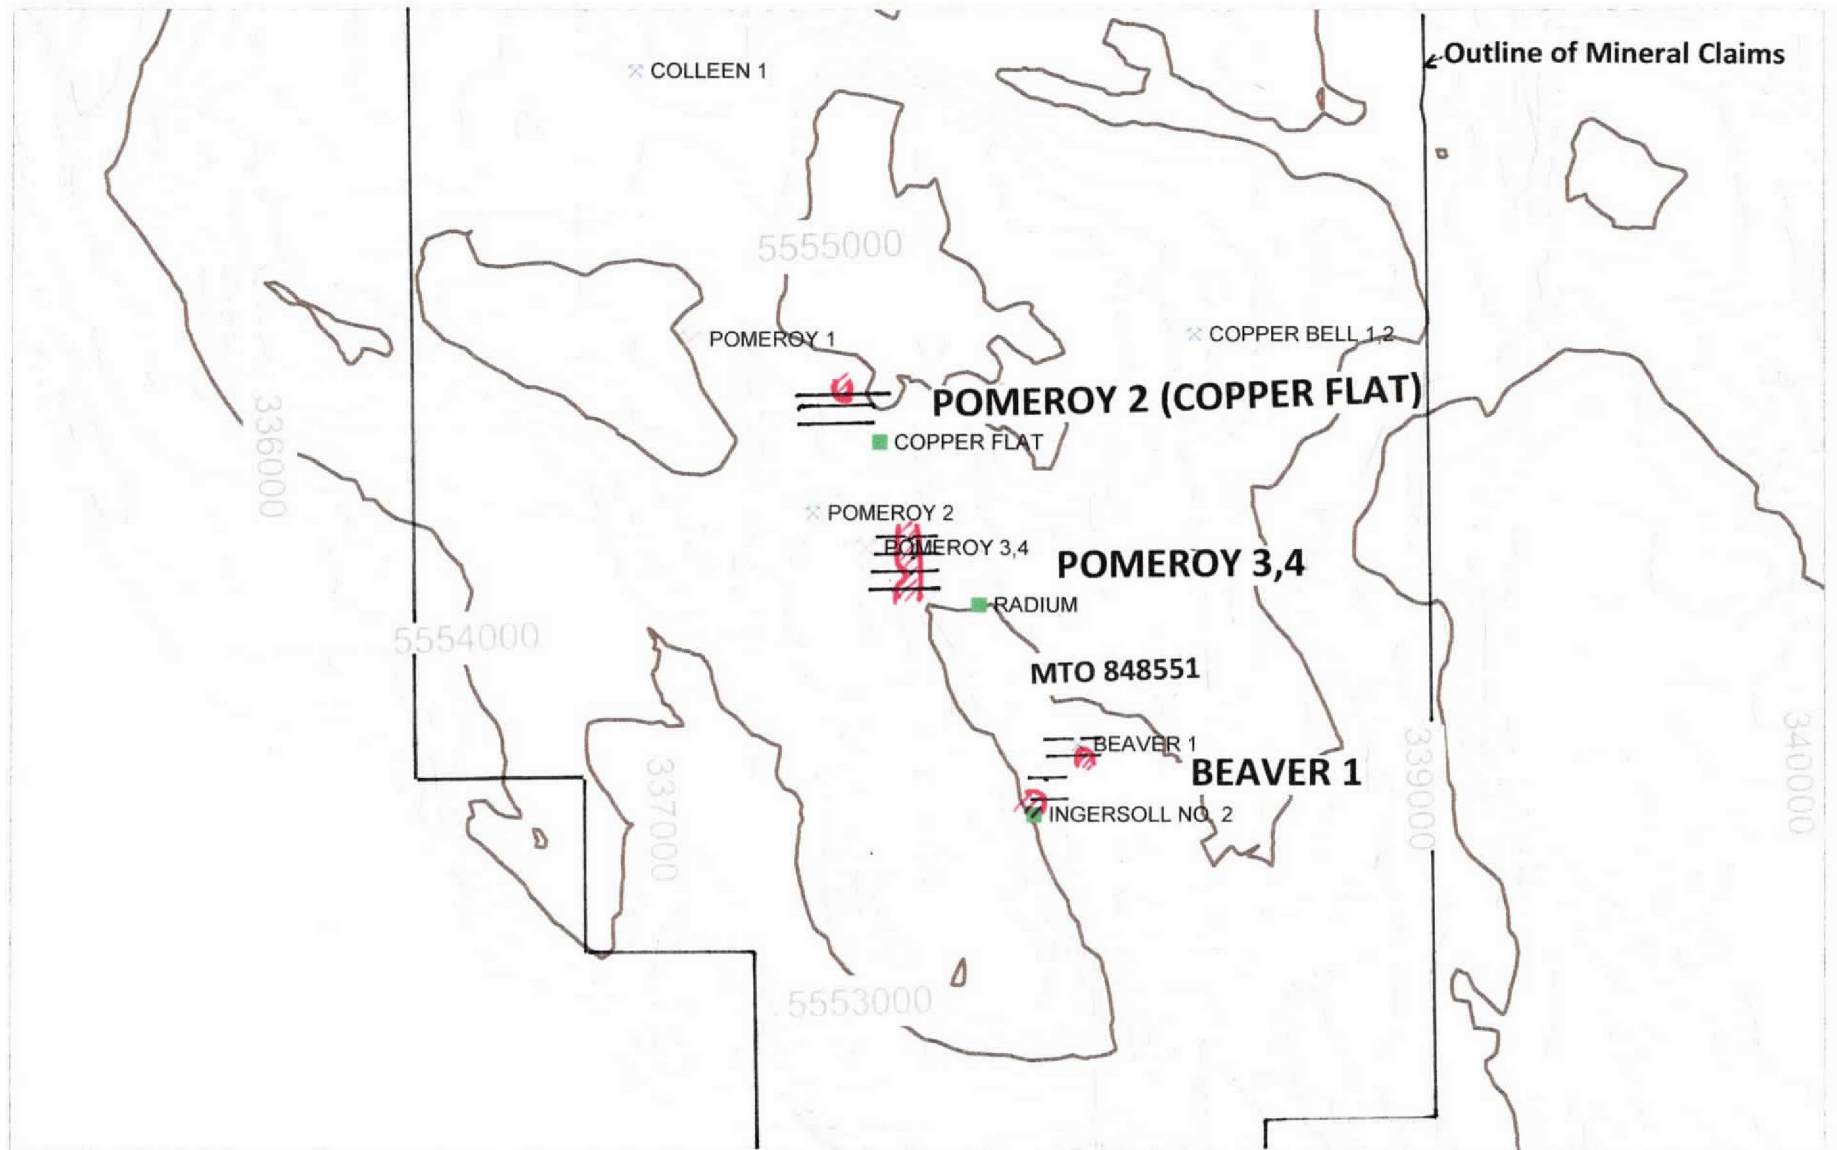 Outline of Mineral Claims
COLLEEN 1
5555000
POMEROY 1
COPPER BELL 1,2
POMEROY 2 (COPPER FLAT)
COPPER FLAT
336000
POMEROY 2
POMEROY 3,4
POMEROY 3,4
RADIUM
5554000
MTO 848551
BEAVER 1
BEAVER 1
INGERSOLL NO. 2
337000
339000
340000
5553000